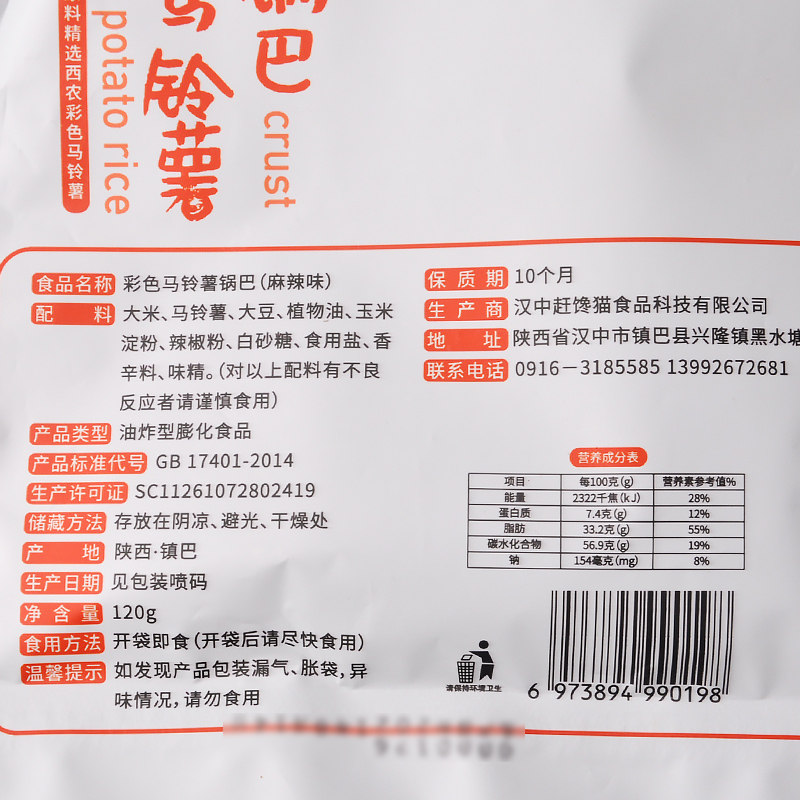 料精选西农彩色马铃薯
potato rice
铃薯
巴
crust
食品名称 彩色马铃薯锅巴(麻辣味)
配 料 大米、马铃薯、大豆、植物油、玉米
淀粉、辣椒粉、白砂糖、食用盐、香
辛料、味精。(对以上配料有不良
反应者请谨慎食用)
产品类型 油炸型膨化食品
产品标准代号 GB 17401-2014
生产许可证 SC11261072802419
储藏方法 存放在阴凉、避光、干燥处
产 地 陕西·镇巴
生产日期 见包装喷码
净 含 量 120g
食用方法 开袋即食(开袋后请尽快食用)
温馨提示 如发现产品包装漏气、胀袋,异
味情况,请勿食用
保 质 期 10个月
生 产 商 汉中赶馋猫食品科技有限公司
地 址 陕西省汉中市镇巴县兴隆镇黑水塘
联系电话 0916-3185585 13992672681
营养成分表
项目 每100克(g) 营养素参考值%
能量 2322千焦(kJ) 28%
蛋白质 7.4克(g) 12%
脂肪 33.2克(g) 55%
碳水化合物 56.9克(g) 19%
钠 154毫克(mg) 8%
请保持环境卫生
6 973894 990198